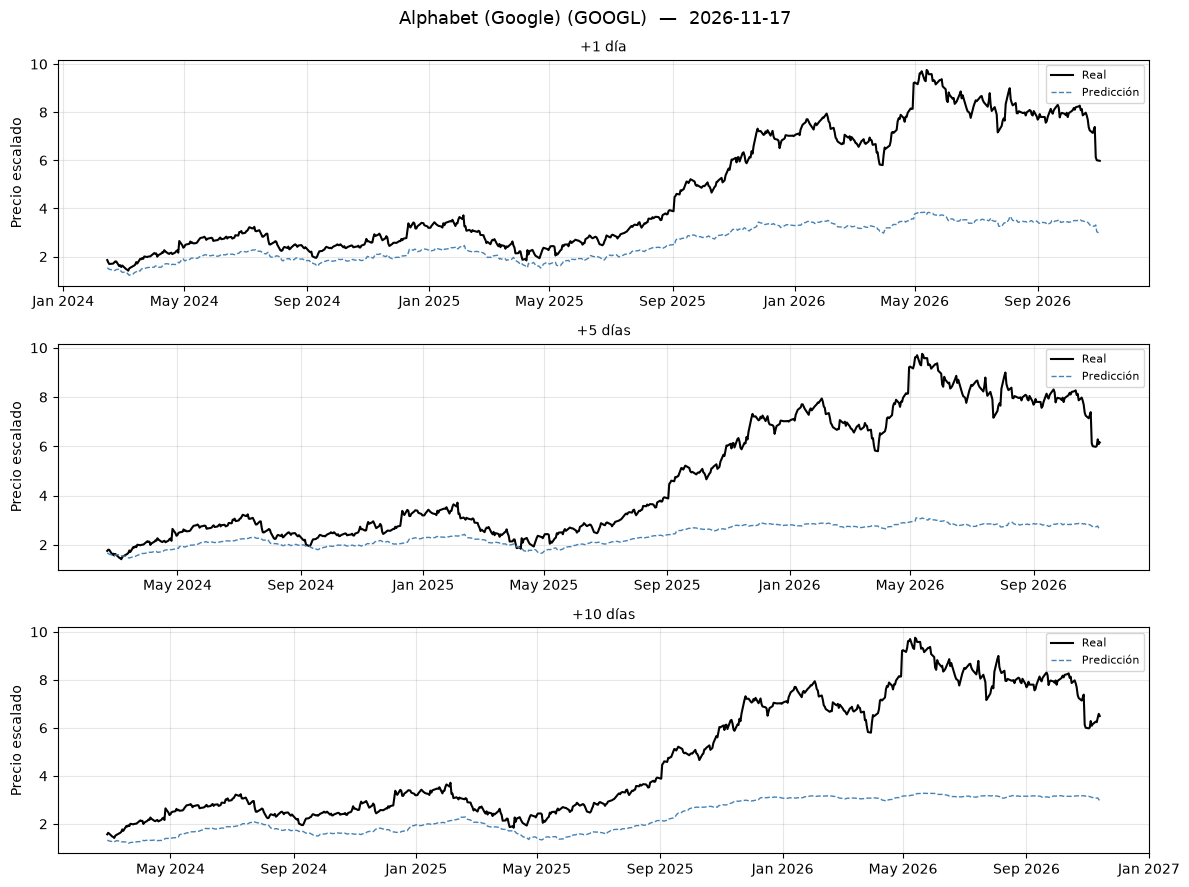 Alphabet (Google) (GOOGL) — 2026-11-17
+1 día
Precio escalado
10
8
6
4
2
Real
Predicción
Jan 2024 May 2024 Sep 2024 Jan 2025 May 2025 Sep 2025 Jan 2026 May 2026 Sep 2026
+5 días
Precio escalado
10
8
6
4
2
Real
Predicción
May 2024 Sep 2024 Jan 2025 May 2025 Sep 2025 Jan 2026 May 2026 Sep 2026
+10 días
Precio escalado
10
8
6
4
2
Real
Predicción
May 2024 Sep 2024 Jan 2025 May 2025 Sep 2025 Jan 2026 May 2026 Sep 2026 Jan 2027